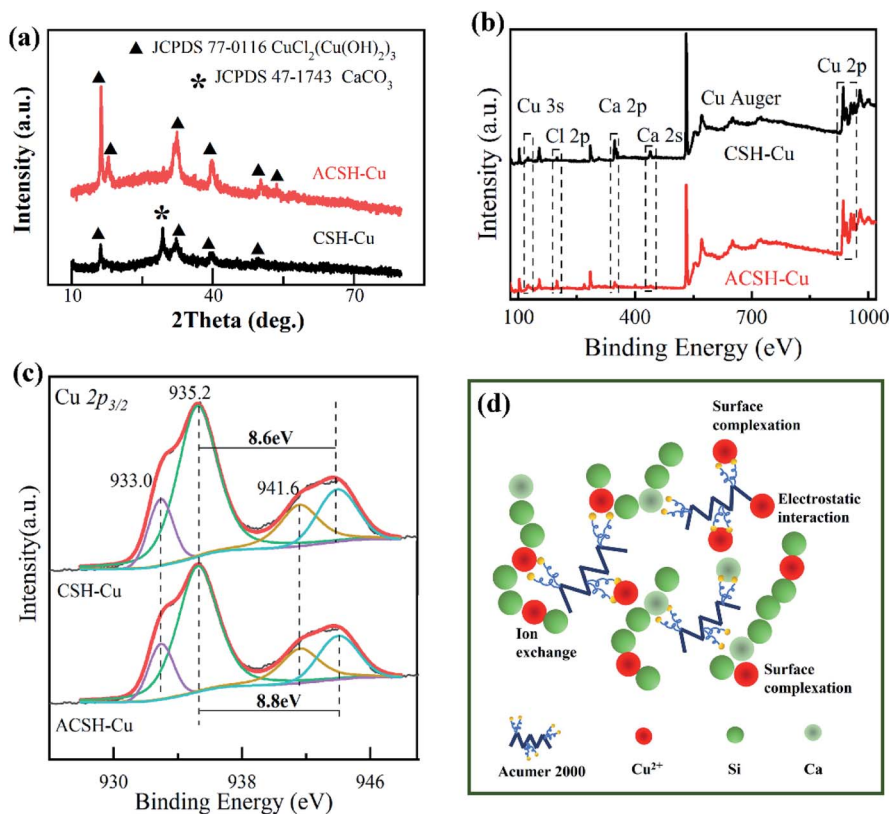 (a)
▲ JCPDS 77-0116 CuCl₂(Cu(OH)₂)₃
* JCPDS 47-1743 CaCO₃
ACSH-Cu
CSH-Cu
Intensity (a.u.)
10 40 70
2Theta (deg.)
(b)
Cu 2p
Cu 3s
Cl 2p
Ca 2p
Ca 2s
Cu Auger
CSH-Cu
ACSH-Cu
Intensity (a.u.)
100 400 700 1000
Binding Energy (eV)
(c)
Cu 2p₃/₂
935.2
8.6eV
933.0
941.6
CSH-Cu
8.8eV
ACSH-Cu
Intensity(a.u.)
930 938 946
Binding Energy (eV)
(d)
Surface
complexation
Electrostatic
interaction
Ion
exchange
Surface
complexation
Acumer 2000
Cu²⁺
Si
Ca